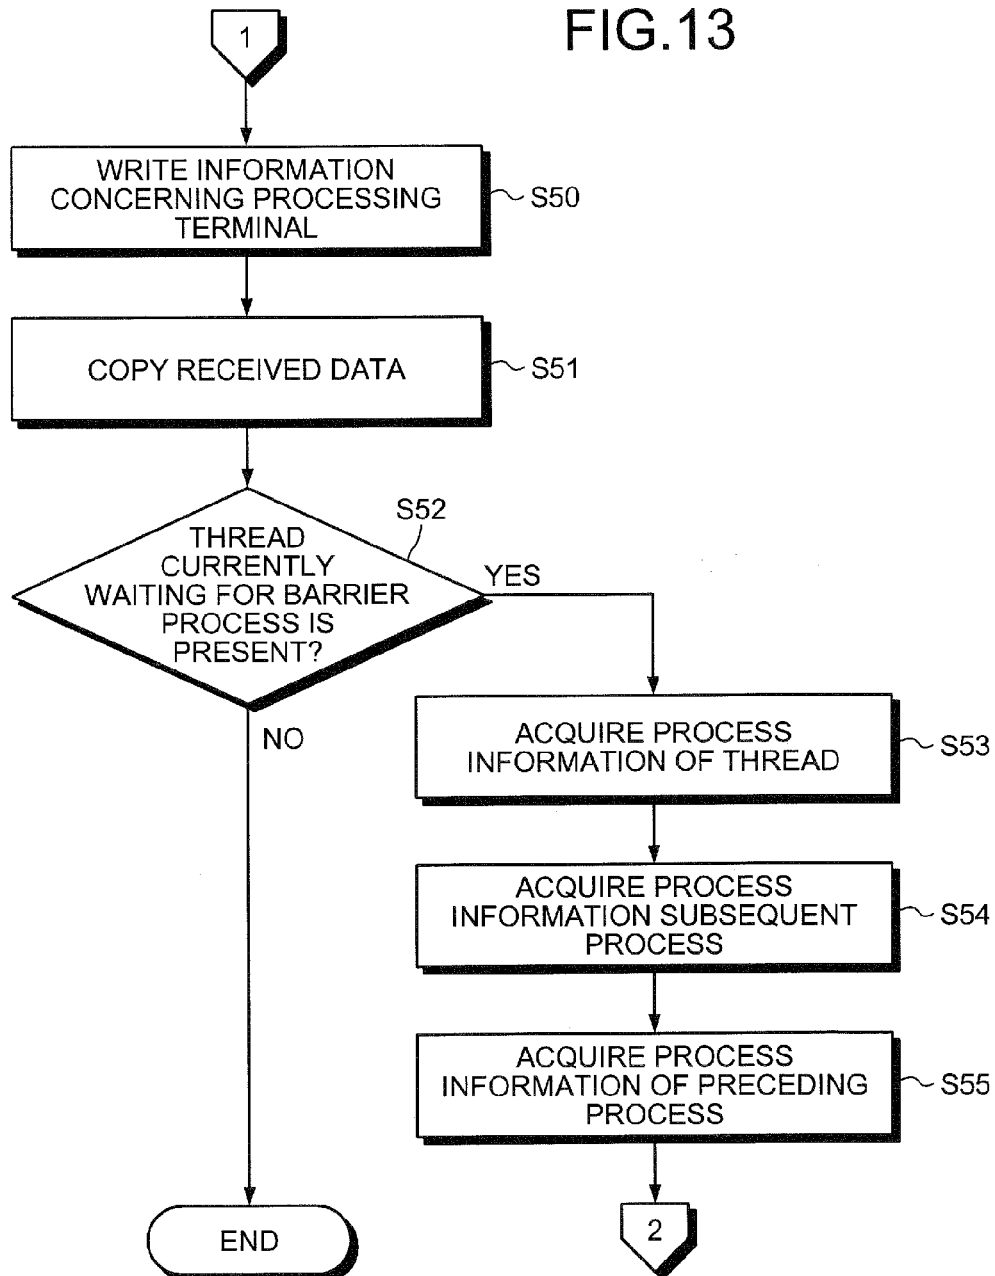 FIG.13
1
WRITE INFORMATION
CONCERNING PROCESSING
TERMINAL
S50
COPY RECEIVED DATA
S51
S52
THREAD
CURRENTLY
WAITING FOR BARRIER
PROCESS IS
PRESENT?
YES
NO
ACQUIRE PROCESS
INFORMATION OF THREAD
S53
ACQUIRE PROCESS
INFORMATION SUBSEQUENT
PROCESS
S54
ACQUIRE PROCESS
INFORMATION OF PRECEDING
PROCESS
S55
END
2